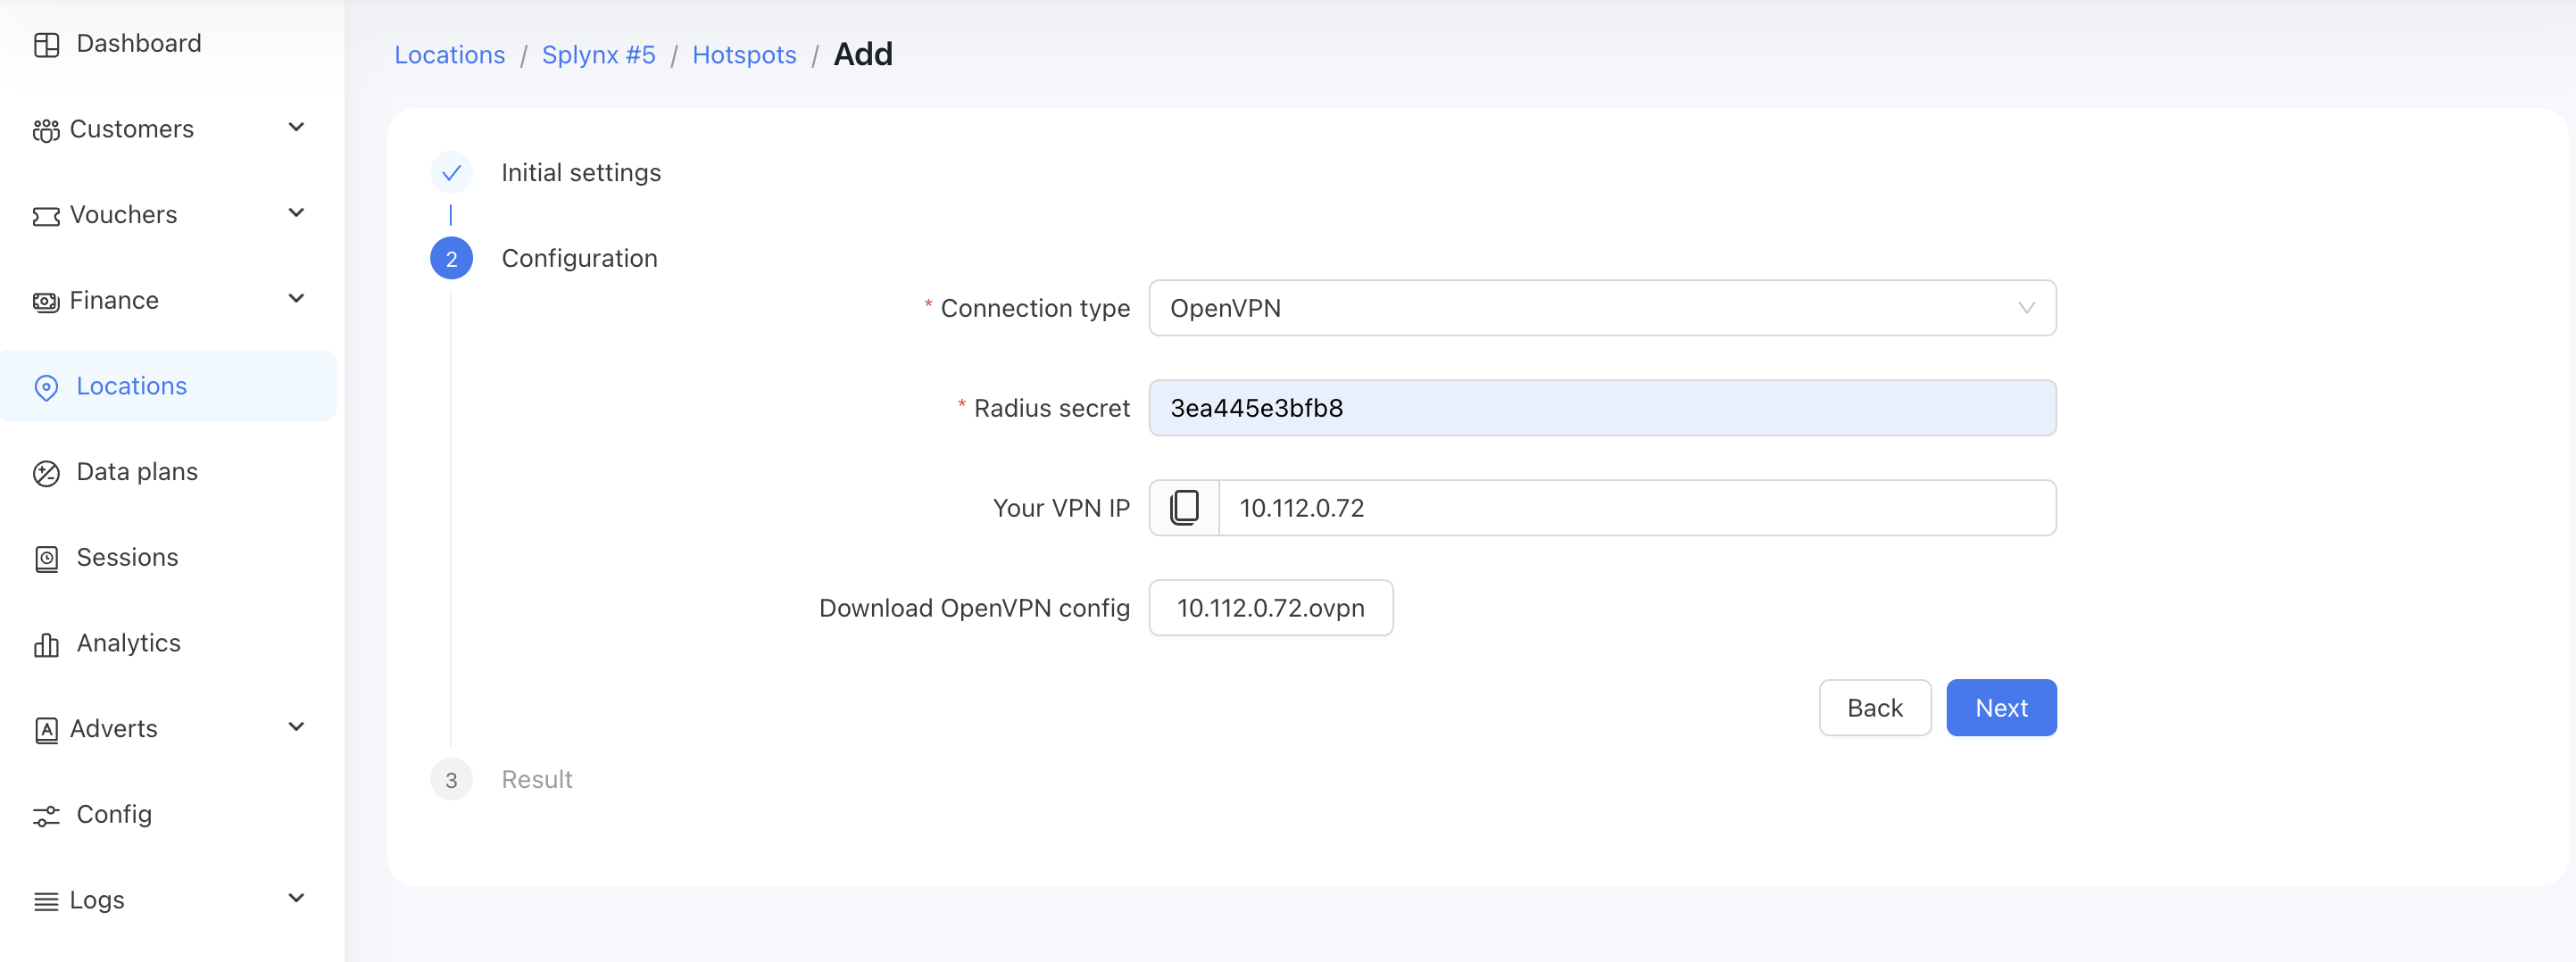 Dashboard
Customers
Vouchers
Finance
Locations
Data plans
Sessions
Analytics
Adverts
Config
Logs
Locations / Splynx #5 / Hotspots / Add
Initial settings
2 Configuration
* Connection type OpenVPN
* Radius secret 3ea445e3bfb8
Your VPN IP 10.112.0.72
Download OpenVPN config 10.112.0.72.ovpn
Back Next
3 Result